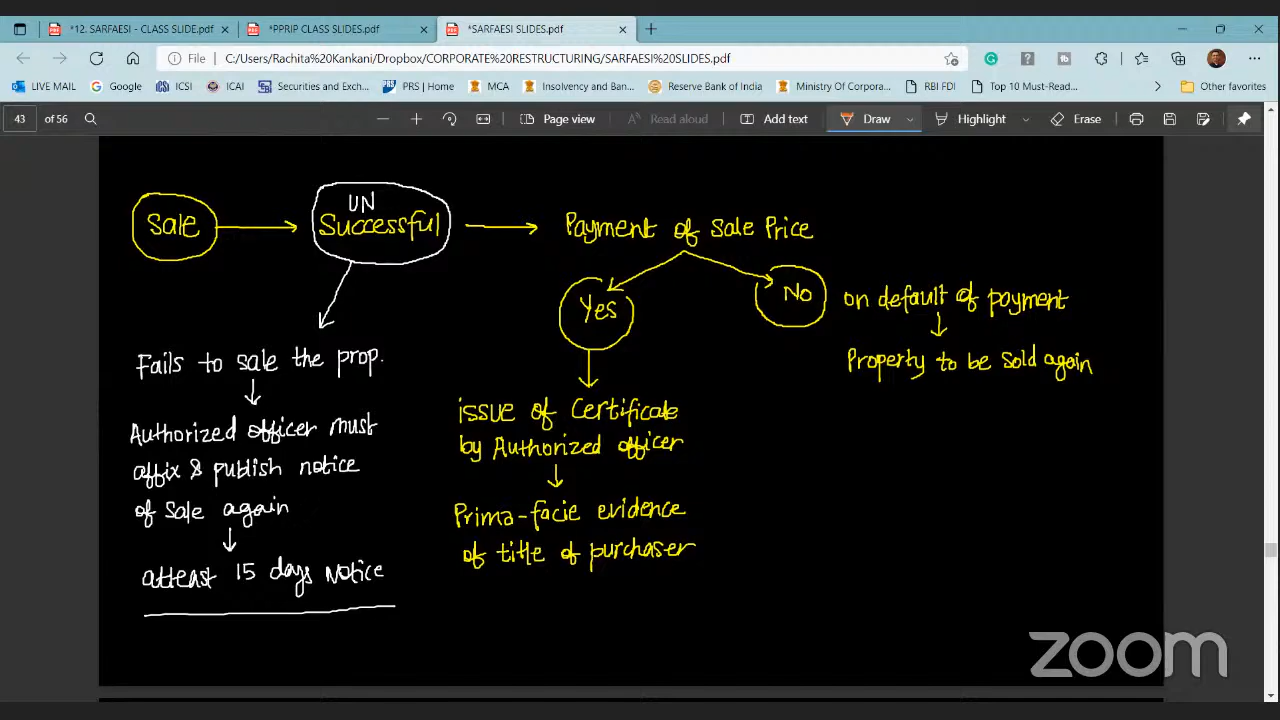 *12. SARFAESI - CLASS SLIDE.pdf
*PPRIP CLASS SLIDES.pdf
*SARFAESI SLIDES.pdf
File
C:/Users/Rachita%20Kankani/Dropbox/CORPORATE%20RESTRUCTURING/SARFAESI%20SLIDES.pdf
LIVE MAIL
Google
ICSI
ICAI
Securities and Exch...
PRS | Home
MCA
Insolvency and Ban...
Reserve Bank of India
Ministry Of Corpora...
RBI FDI
Top 10 Must-Read...
Other favorites
43 of 56
Page view
Read aloud
Add text
Draw
Highlight
Erase
Sale
UN
Successful
Payment of Sale Price
Yes
No
on default of payment
Property to be sold again
Fails to sale the prop.
Authorized officer must
affix & publish notice
of sale again
atleast 15 days Notice
issue of Certificate
by Authorized officer
Prima-facie evidence
of title of purchaser
zoom